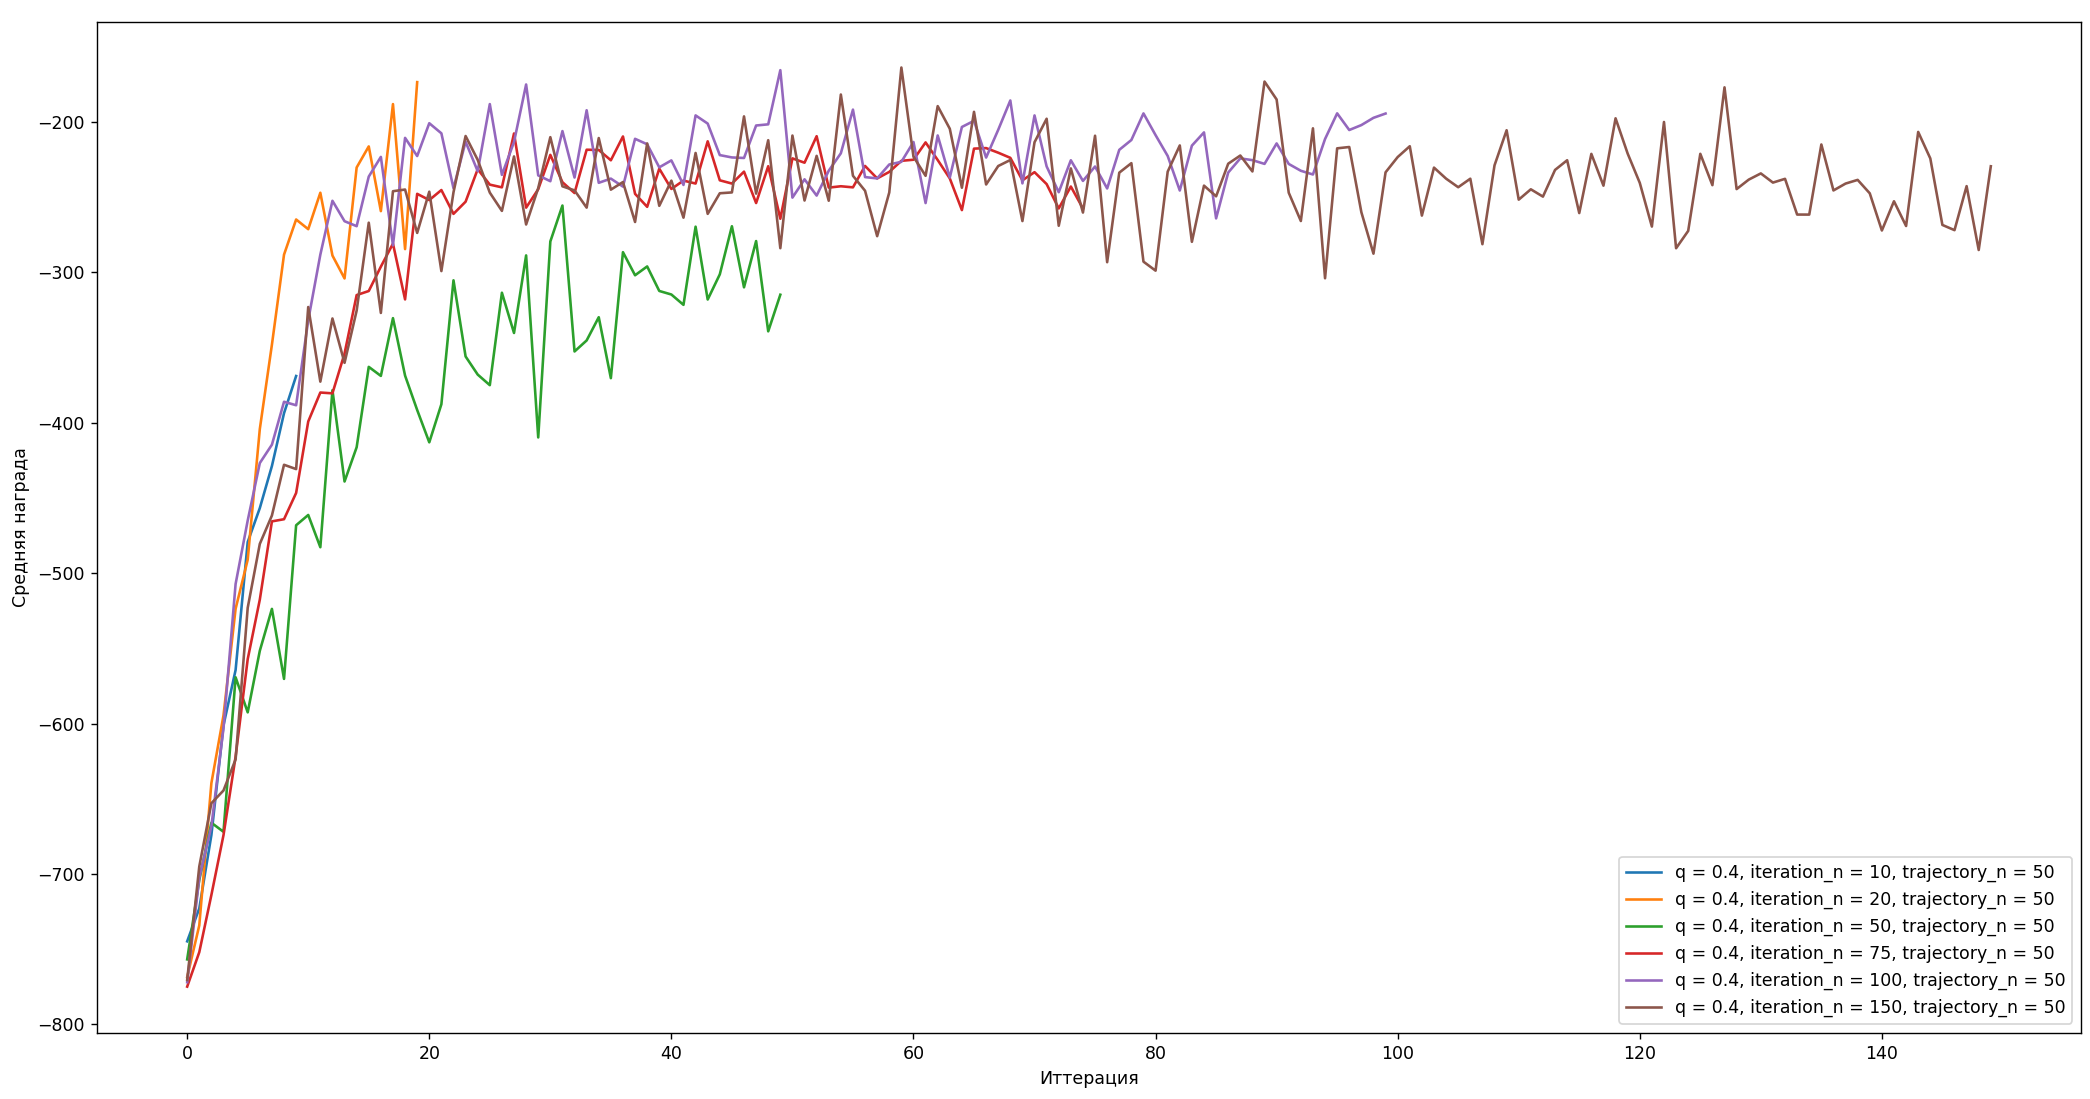 Средняя награда
−200
−300
−400
−500
−600
−700
−800
0
20
40
60
80
100
120
140
Иттерация
q = 0.4, iteration_n = 10, trajectory_n = 50
q = 0.4, iteration_n = 20, trajectory_n = 50
q = 0.4, iteration_n = 50, trajectory_n = 50
q = 0.4, iteration_n = 75, trajectory_n = 50
q = 0.4, iteration_n = 100, trajectory_n = 50
q = 0.4, iteration_n = 150, trajectory_n = 50